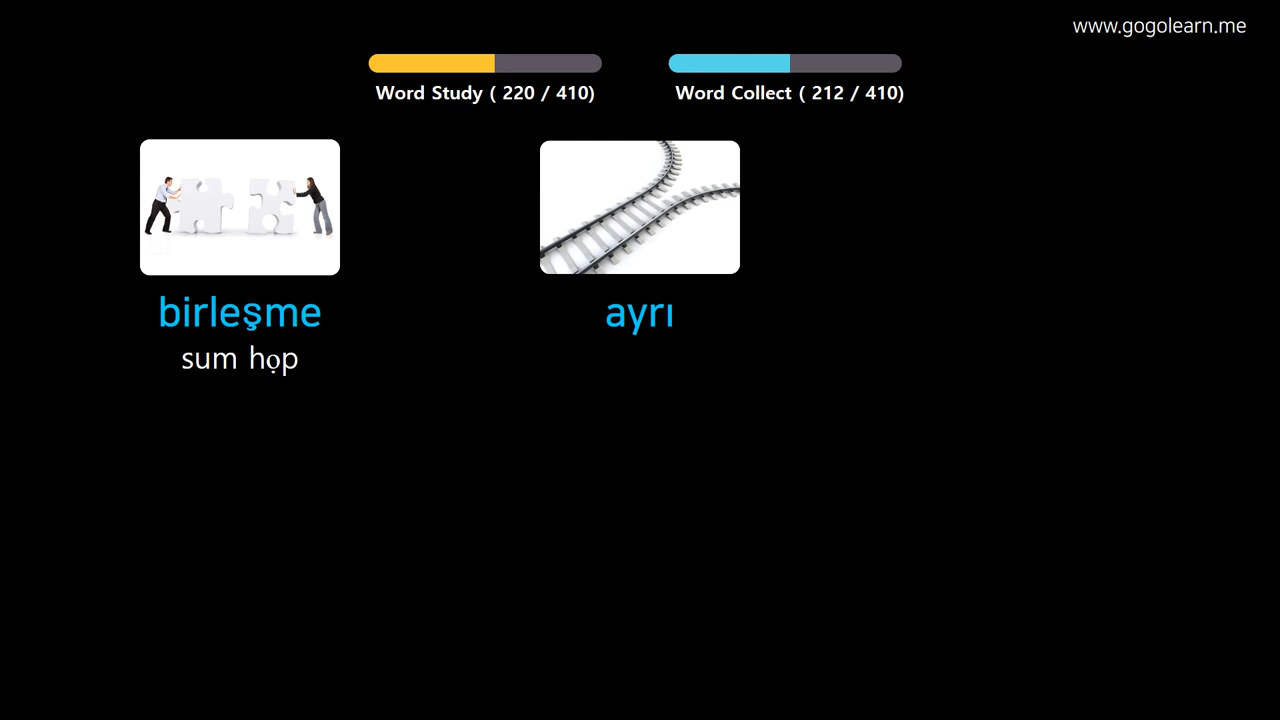 www.gogolearn.me
Word Study ( 220 / 410)
Word Collect ( 212 / 410)
birleşme
ayrı
sum họp